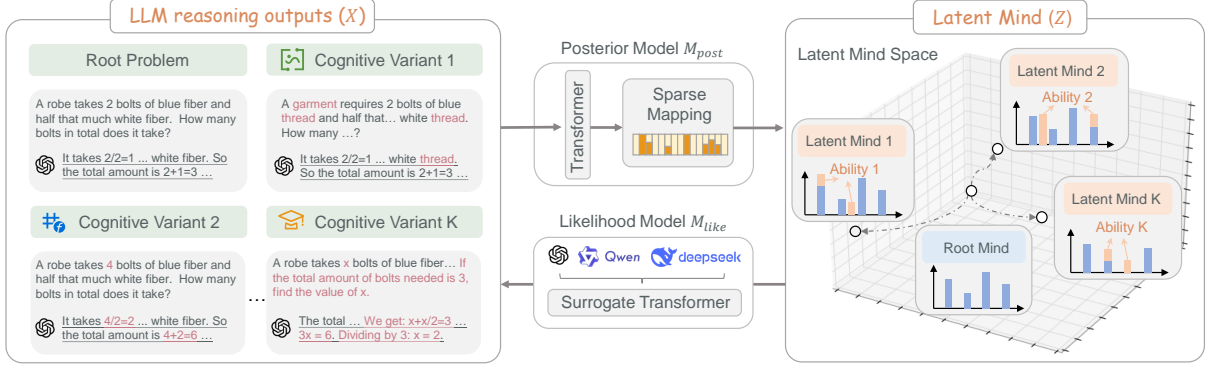 LLM reasoning outputs (X)
Root Problem
A robe takes 2 bolts of blue fiber and
half that much white fiber. How many
bolts in total does it take?
It takes 2/2=1 ... white fiber. So
the total amount is 2+1=3 ...
Cognitive Variant 1
A garment requires 2 bolts of blue
thread and half that... white thread.
How many ...?
It takes 2/2=1 ... white thread.
So the total amount is 2+1=3 ...
Cognitive Variant 2
A robe takes 4 bolts of blue fiber and
half that much white fiber. How many
bolts in total does it take?
It takes 4/2=2 ... white fiber. So
the total amount is 4+2=6 ...
...
Cognitive Variant K
A robe takes x bolts of blue fiber... If
the total amount of bolts needed is 3,
find the value of x.
The total ... We get: x+x/2=3 ...
3x = 6. Dividing by 3: x = 2.
Posterior Model M_post
Transformer
Sparse
Mapping
Likelihood Model M_like
Qwen
deepseek
Surrogate Transformer
Latent Mind (Z)
Latent Mind Space
Latent Mind 2
Ability 2
Latent Mind 1
Ability 1
Latent Mind K
Ability K
Root Mind